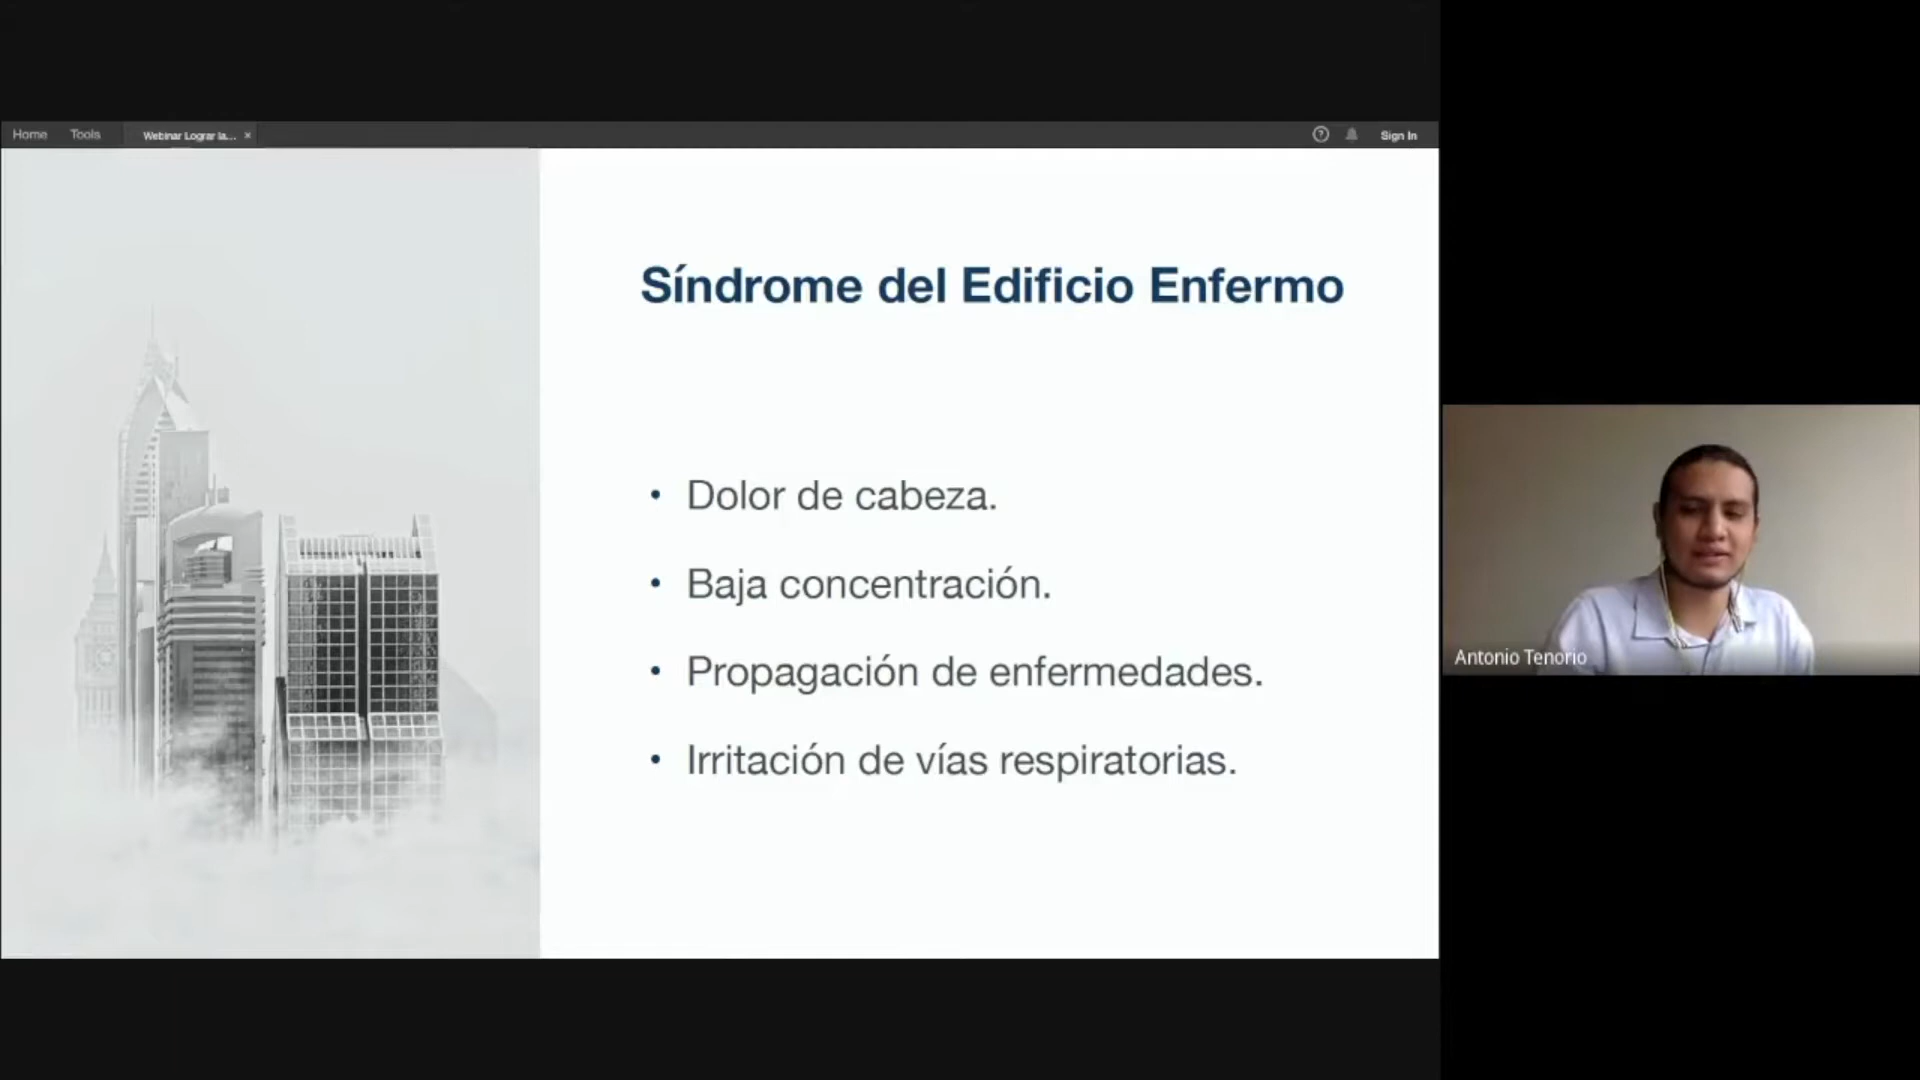 Home Tools Webinar Lograr la... × ? Sign In
Síndrome del Edificio Enfermo
• Dolor de cabeza.
• Baja concentración.
• Propagación de enfermedades.
• Irritación de vías respiratorias.
Antonio Tenorio